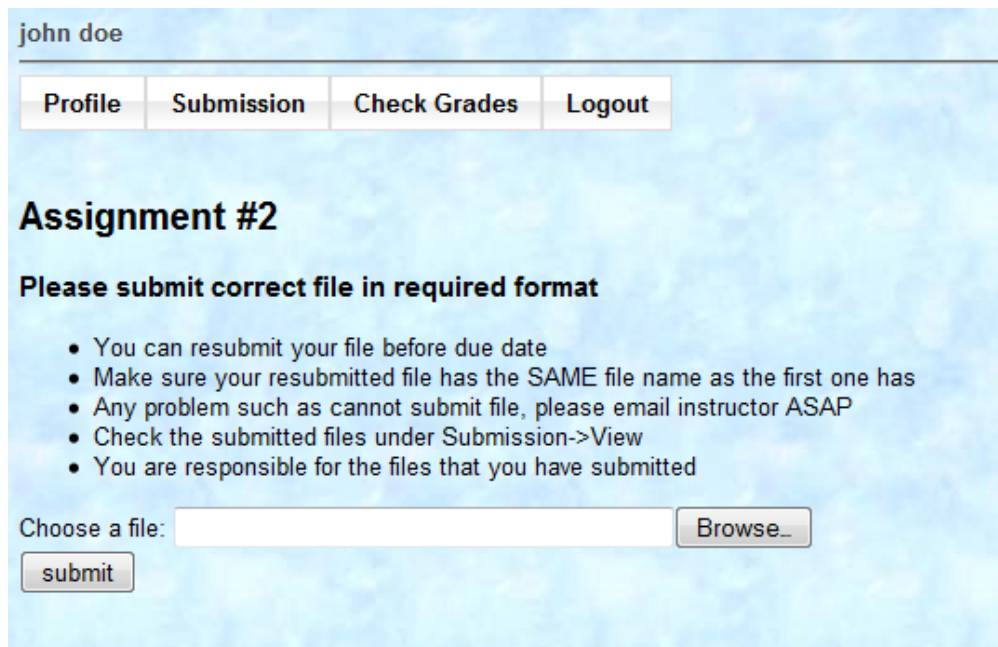 john doe
Profile Submission Check Grades Logout
Assignment #2
Please submit correct file in required format
• You can resubmit your file before due date
• Make sure your resubmitted file has the SAME file name as the first one has
• Any problem such as cannot submit file, please email instructor ASAP
• Check the submitted files under Submission->View
• You are responsible for the files that you have submitted
Choose a file: Browse...
submit